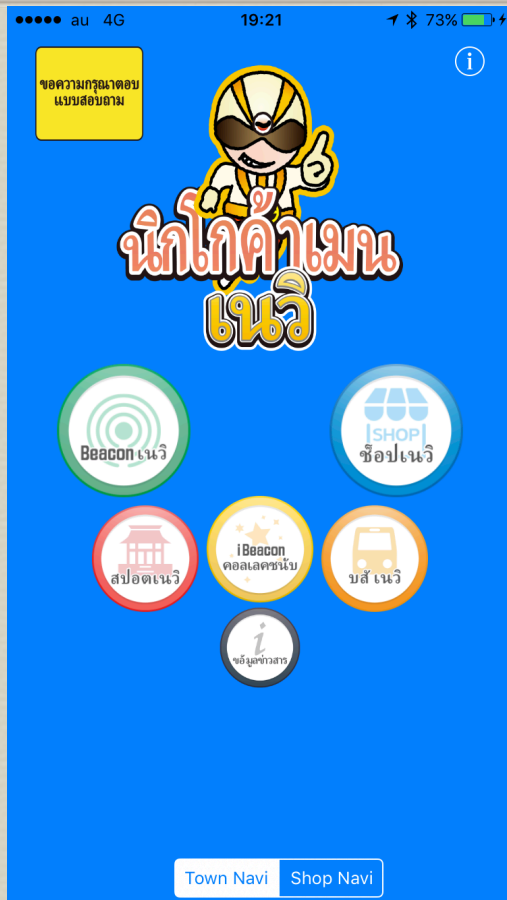 au 4G 19:21 73%
ขอความกรุณาตอบ
แบบสอบถาม
i
นิกโกค้าเมน
เนวิ
Beacon เนวิ
SHOP
ช็อปเนวิ
สปอตเนวิ
iBeacon
คอลเลคชนับ
บสั เนวิ
i
ขอ้มูลข่าวสาร
Town Navi Shop Navi